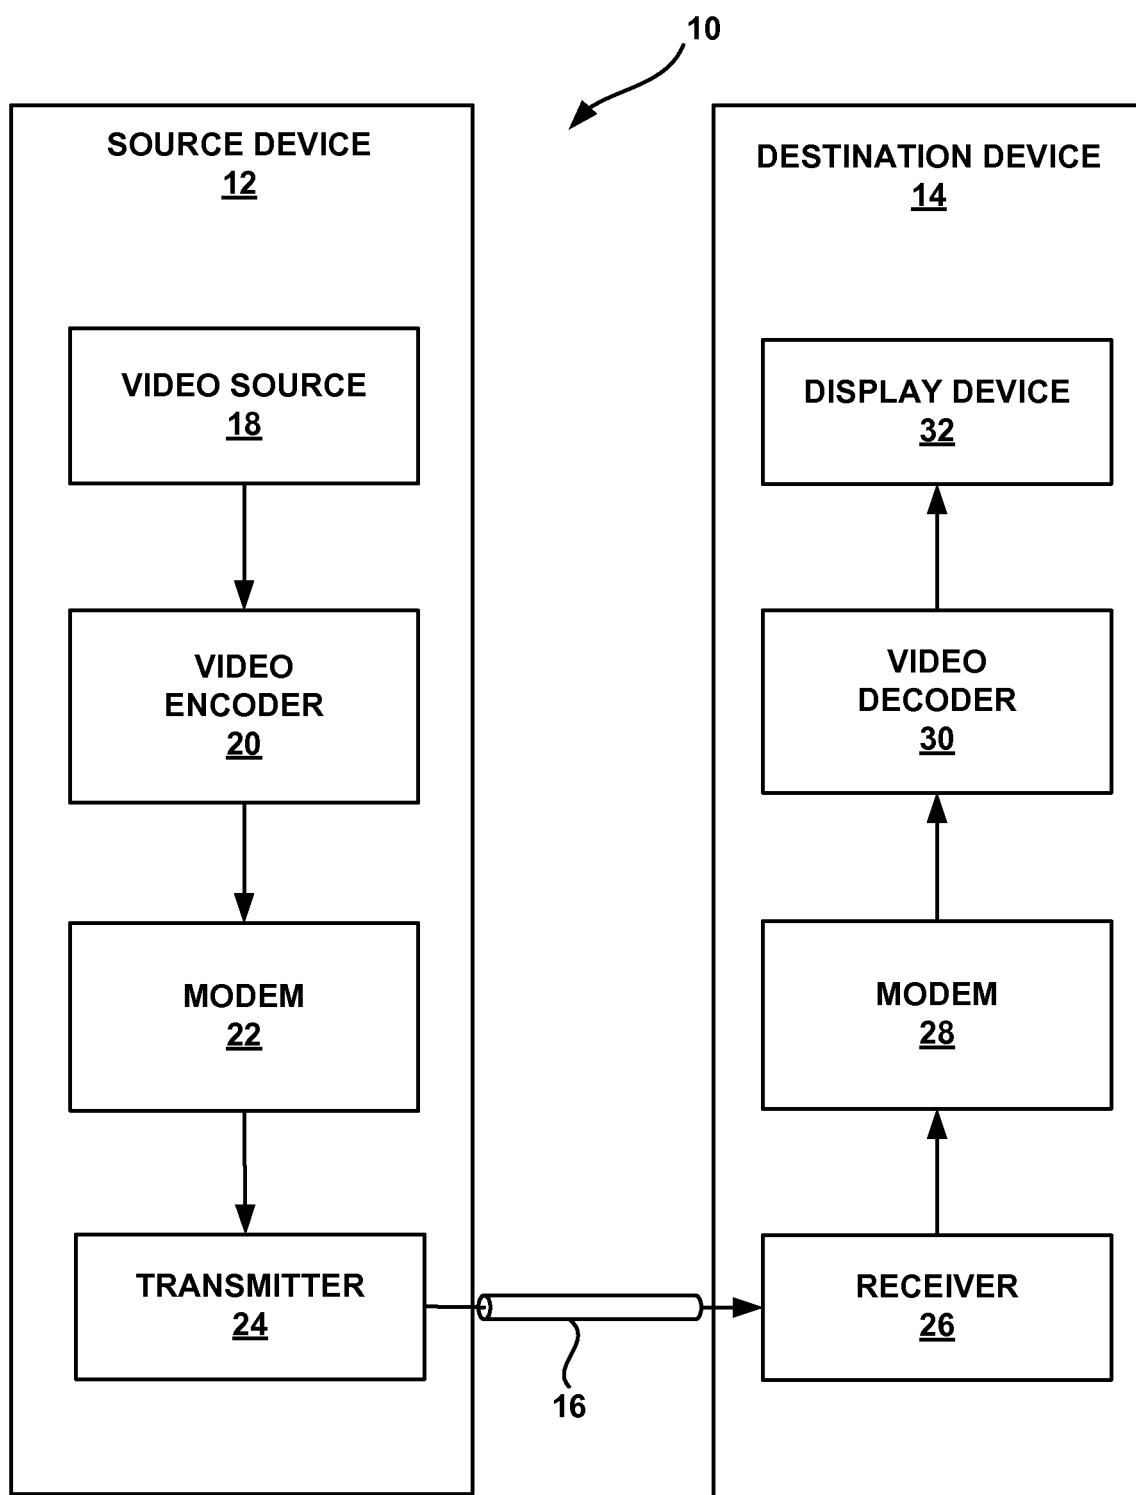 10
SOURCE DEVICE
12
VIDEO SOURCE
18
VIDEO
ENCODER
20
MODEM
22
TRANSMITTER
24
16
DESTINATION DEVICE
14
DISPLAY DEVICE
32
VIDEO
DECODER
30
MODEM
28
RECEIVER
26